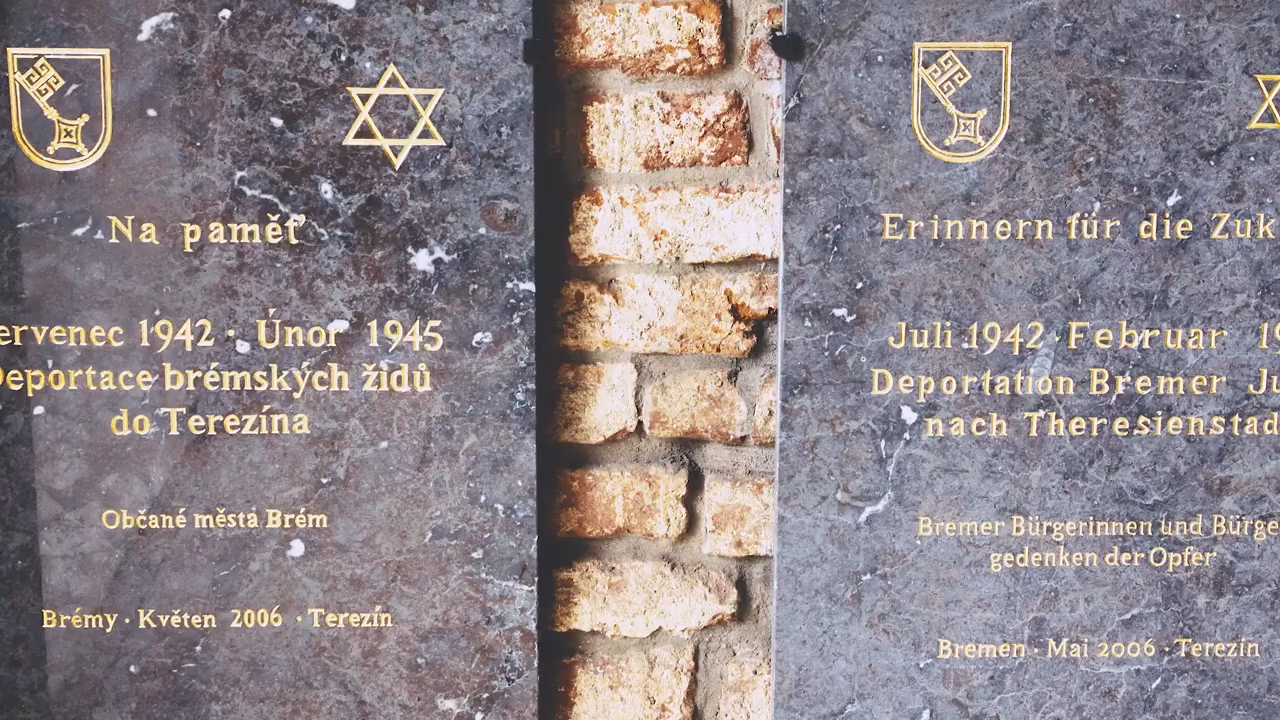 Na paměť
ervenec 1942 · Únor 1945
Deportace brémských židů
do Terezína
Občané města Brém
Brémy · Květen 2006 · Terezín
Erinnern für die Zuk
Juli 1942 · Februar 19
Deportation Bremer Ju
nach Theresienstad
Bremer Bürgerinnen und Bürge
gedenken der Opfer
Bremen · Mai 2006 · Terezin